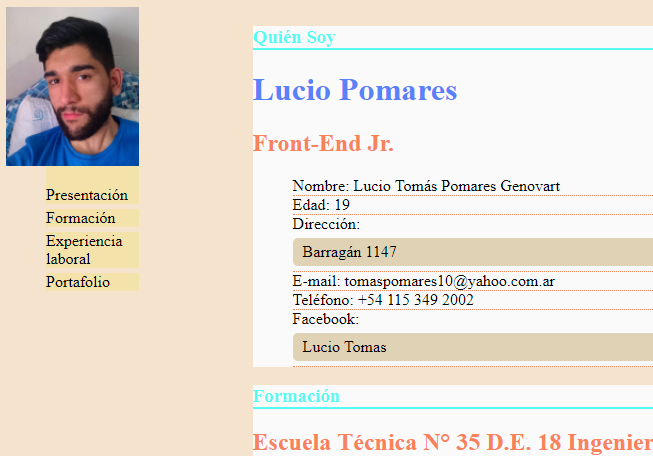 Presentación
Formación
Experiencia
laboral
Portafolio
Quién Soy
Lucio Pomares
Front-End Jr.
Nombre: Lucio Tomás Pomares Genovart
Edad: 19
Dirección:
Barragán 1147
E-mail: tomaspomares10@yahoo.com.ar
Teléfono: +54 115 349 2002
Facebook:
Lucio Tomas
Formación
Escuela Técnica N° 35 D.E. 18 Ingenier